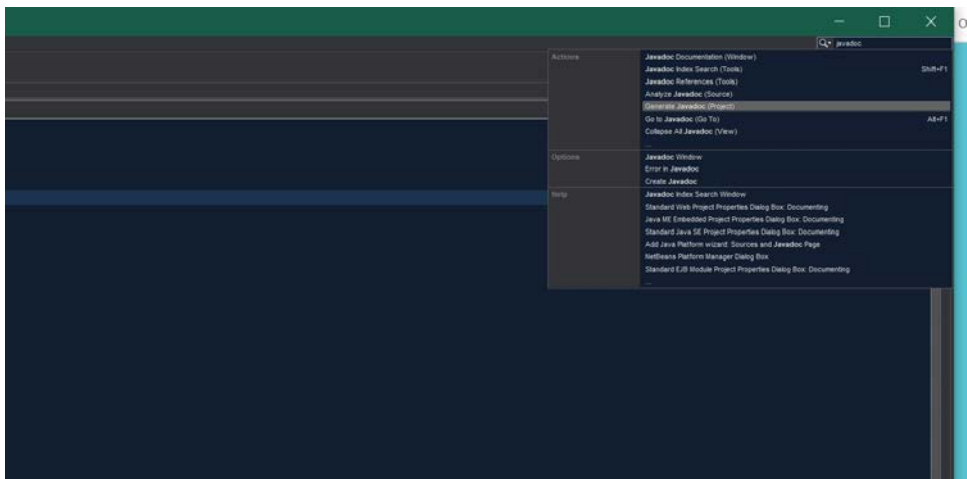 javadoc
Actions
Javadoc Documentation (Window)
Javadoc Index Search (Tools) Shift+F1
Javadoc References (Tools)
Analyze Javadoc (Source)
Generate Javadoc (Project)
Go to Javadoc (Go To) Alt+F1
Collapse All Javadoc (View)
...
Options
Javadoc Window
Error in Javadoc
Create Javadoc
Help
Javadoc Index Search Window
Standard Web Project Properties Dialog Box: Documenting
Java ME Embedded Project Properties Dialog Box: Documenting
Standard Java SE Project Properties Dialog Box: Documenting
Add Java Platform wizard: Sources and Javadoc Page
NetBeans Platform Manager Dialog Box
Standard EJB Module Project Properties Dialog Box: Documenting
...